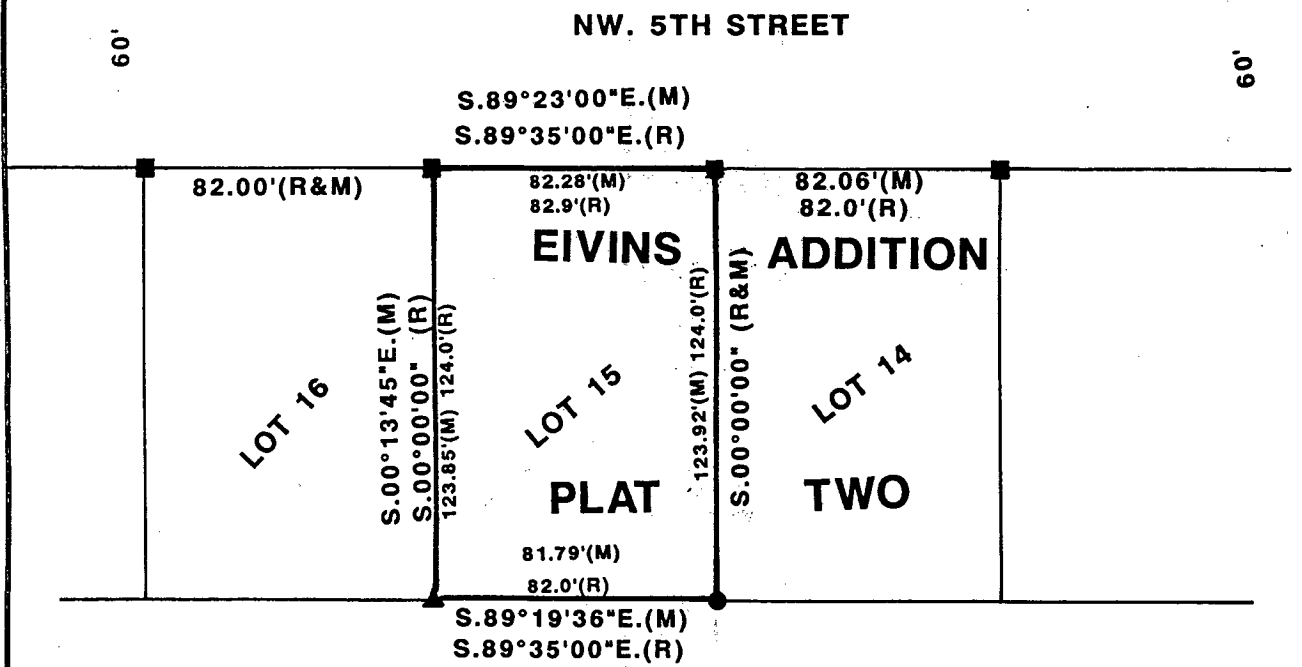 NW. 5TH STREET
60'
60'
S.89°23'00"E.(M)
S.89°35'00"E.(R)
82.00'(R&M)
82.28'(M)
82.9'(R)
82.06'(M)
82.0'(R)
EIVINS ADDITION
S.00°13'45"E.(M)
S.00°00'00" (R)
123.85'(M) 124.0'(R)
123.92'(M) 124.0'(R)
S.00°00'00" (R&M)
LOT 16
LOT 15
LOT 14
PLAT TWO
81.79'(M)
82.0'(R)
S.89°19'36"E.(M)
S.89°35'00"E.(R)